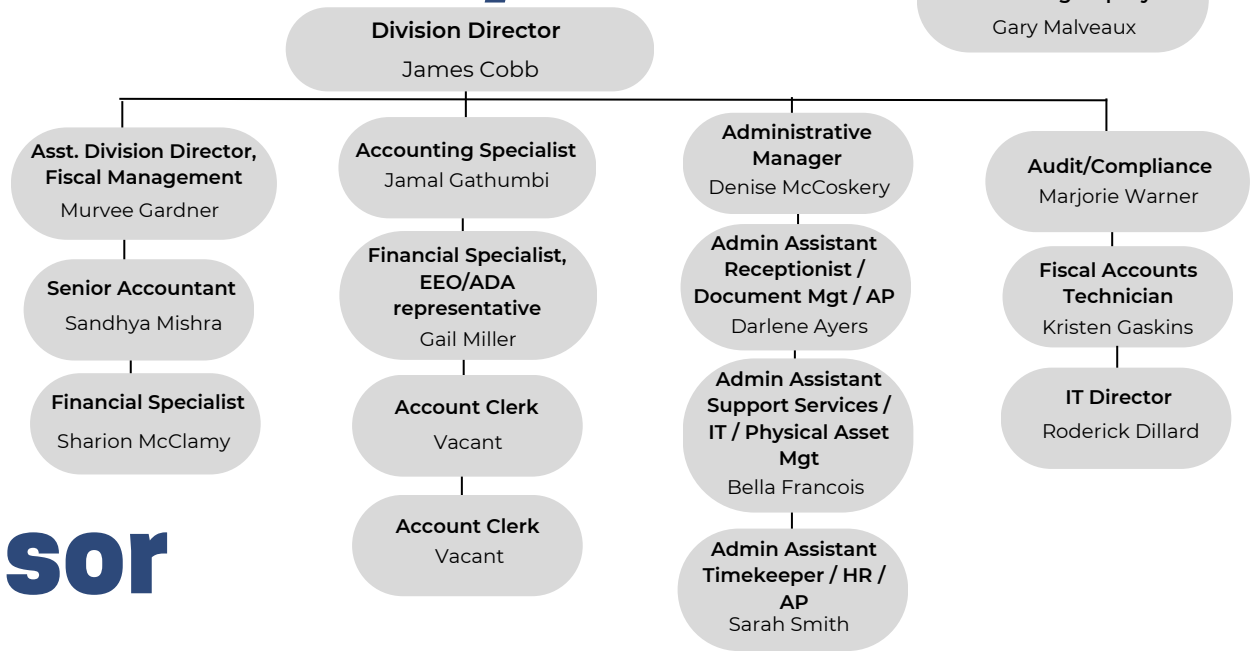 Gary Malveaux
Division Director
James Cobb
Asst. Division Director,
Fiscal Management
Murvee Gardner
Senior Accountant
Sandhya Mishra
Financial Specialist
Sharion McClamy
Accounting Specialist
Jamal Gathumbi
Financial Specialist,
EEO/ADA
representative
Gail Miller
Account Clerk
Vacant
Account Clerk
Vacant
Administrative
Manager
Denise McCoskery
Admin Assistant
Receptionist /
Document Mgt / AP
Darlene Ayers
Admin Assistant
Support Services /
IT / Physical Asset
Mgt
Bella Francois
Admin Assistant
Timekeeper / HR /
AP
Sarah Smith
Audit/Compliance
Marjorie Warner
Fiscal Accounts
Technician
Kristen Gaskins
IT Director
Roderick Dillard
sor